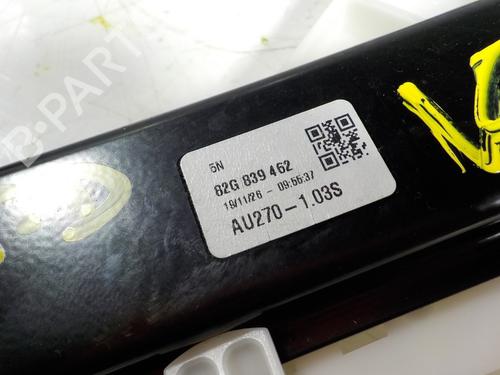 5N
82G 839 462
19/11/26 - 09:55:37
AU270-1.03S
B-PARTS